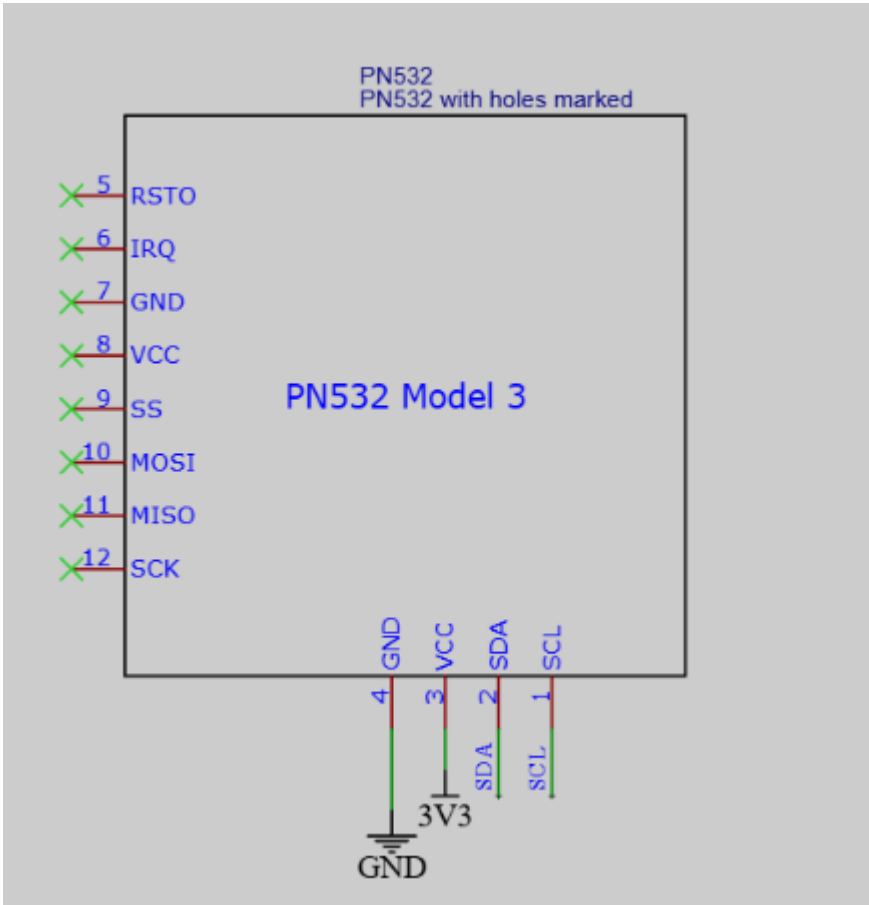 PN532
PN532 with holes marked
5 RSTO
6 IRQ
7 GND
8 VCC
9 SS
PN532 Model 3
10 MOSI
11 MISO
12 SCK
GND VCC SDA SCL
4 3 2 1
SDA SCL
3V3
GND